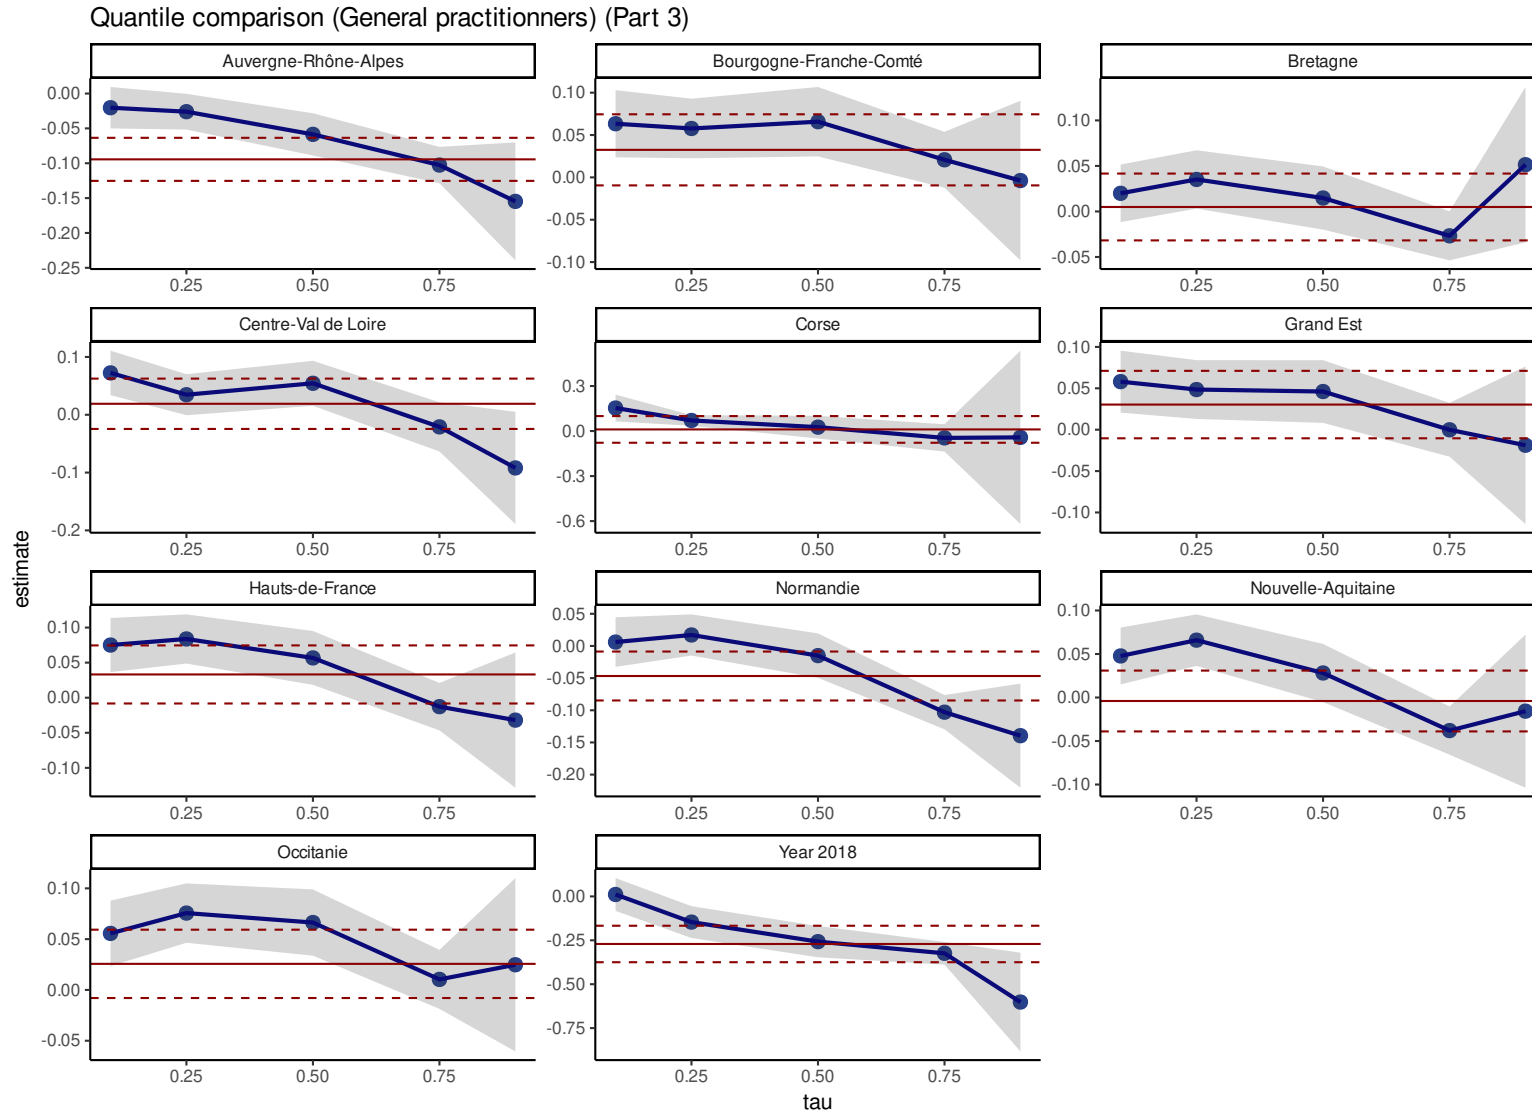 Quantile comparison (General practitionners) (Part 3)
Auvergne-Rhône-Alpes
0.00
-0.05
-0.10
-0.15
-0.20
-0.25
0.25 0.50 0.75
Bourgogne-Franche-Comté
0.10
0.05
0.00
-0.05
-0.10
0.25 0.50 0.75
Bretagne
0.10
0.05
0.00
-0.05
0.25 0.50 0.75
Centre-Val de Loire
0.1
0.0
-0.1
-0.2
0.25 0.50 0.75
Corse
0.3
0.0
-0.3
-0.6
0.25 0.50 0.75
Grand Est
0.10
0.05
0.00
-0.05
-0.10
0.25 0.50 0.75
estimate
Hauts-de-France
0.10
0.05
0.00
-0.05
-0.10
0.25 0.50 0.75
Normandie
0.05
0.00
-0.05
-0.10
-0.15
-0.20
0.25 0.50 0.75
Nouvelle-Aquitaine
0.10
0.05
0.00
-0.05
-0.10
0.25 0.50 0.75
Occitanie
0.10
0.05
0.00
-0.05
0.25 0.50 0.75
Year 2018
0.00
-0.25
-0.50
-0.75
0.25 0.50 0.75
tau